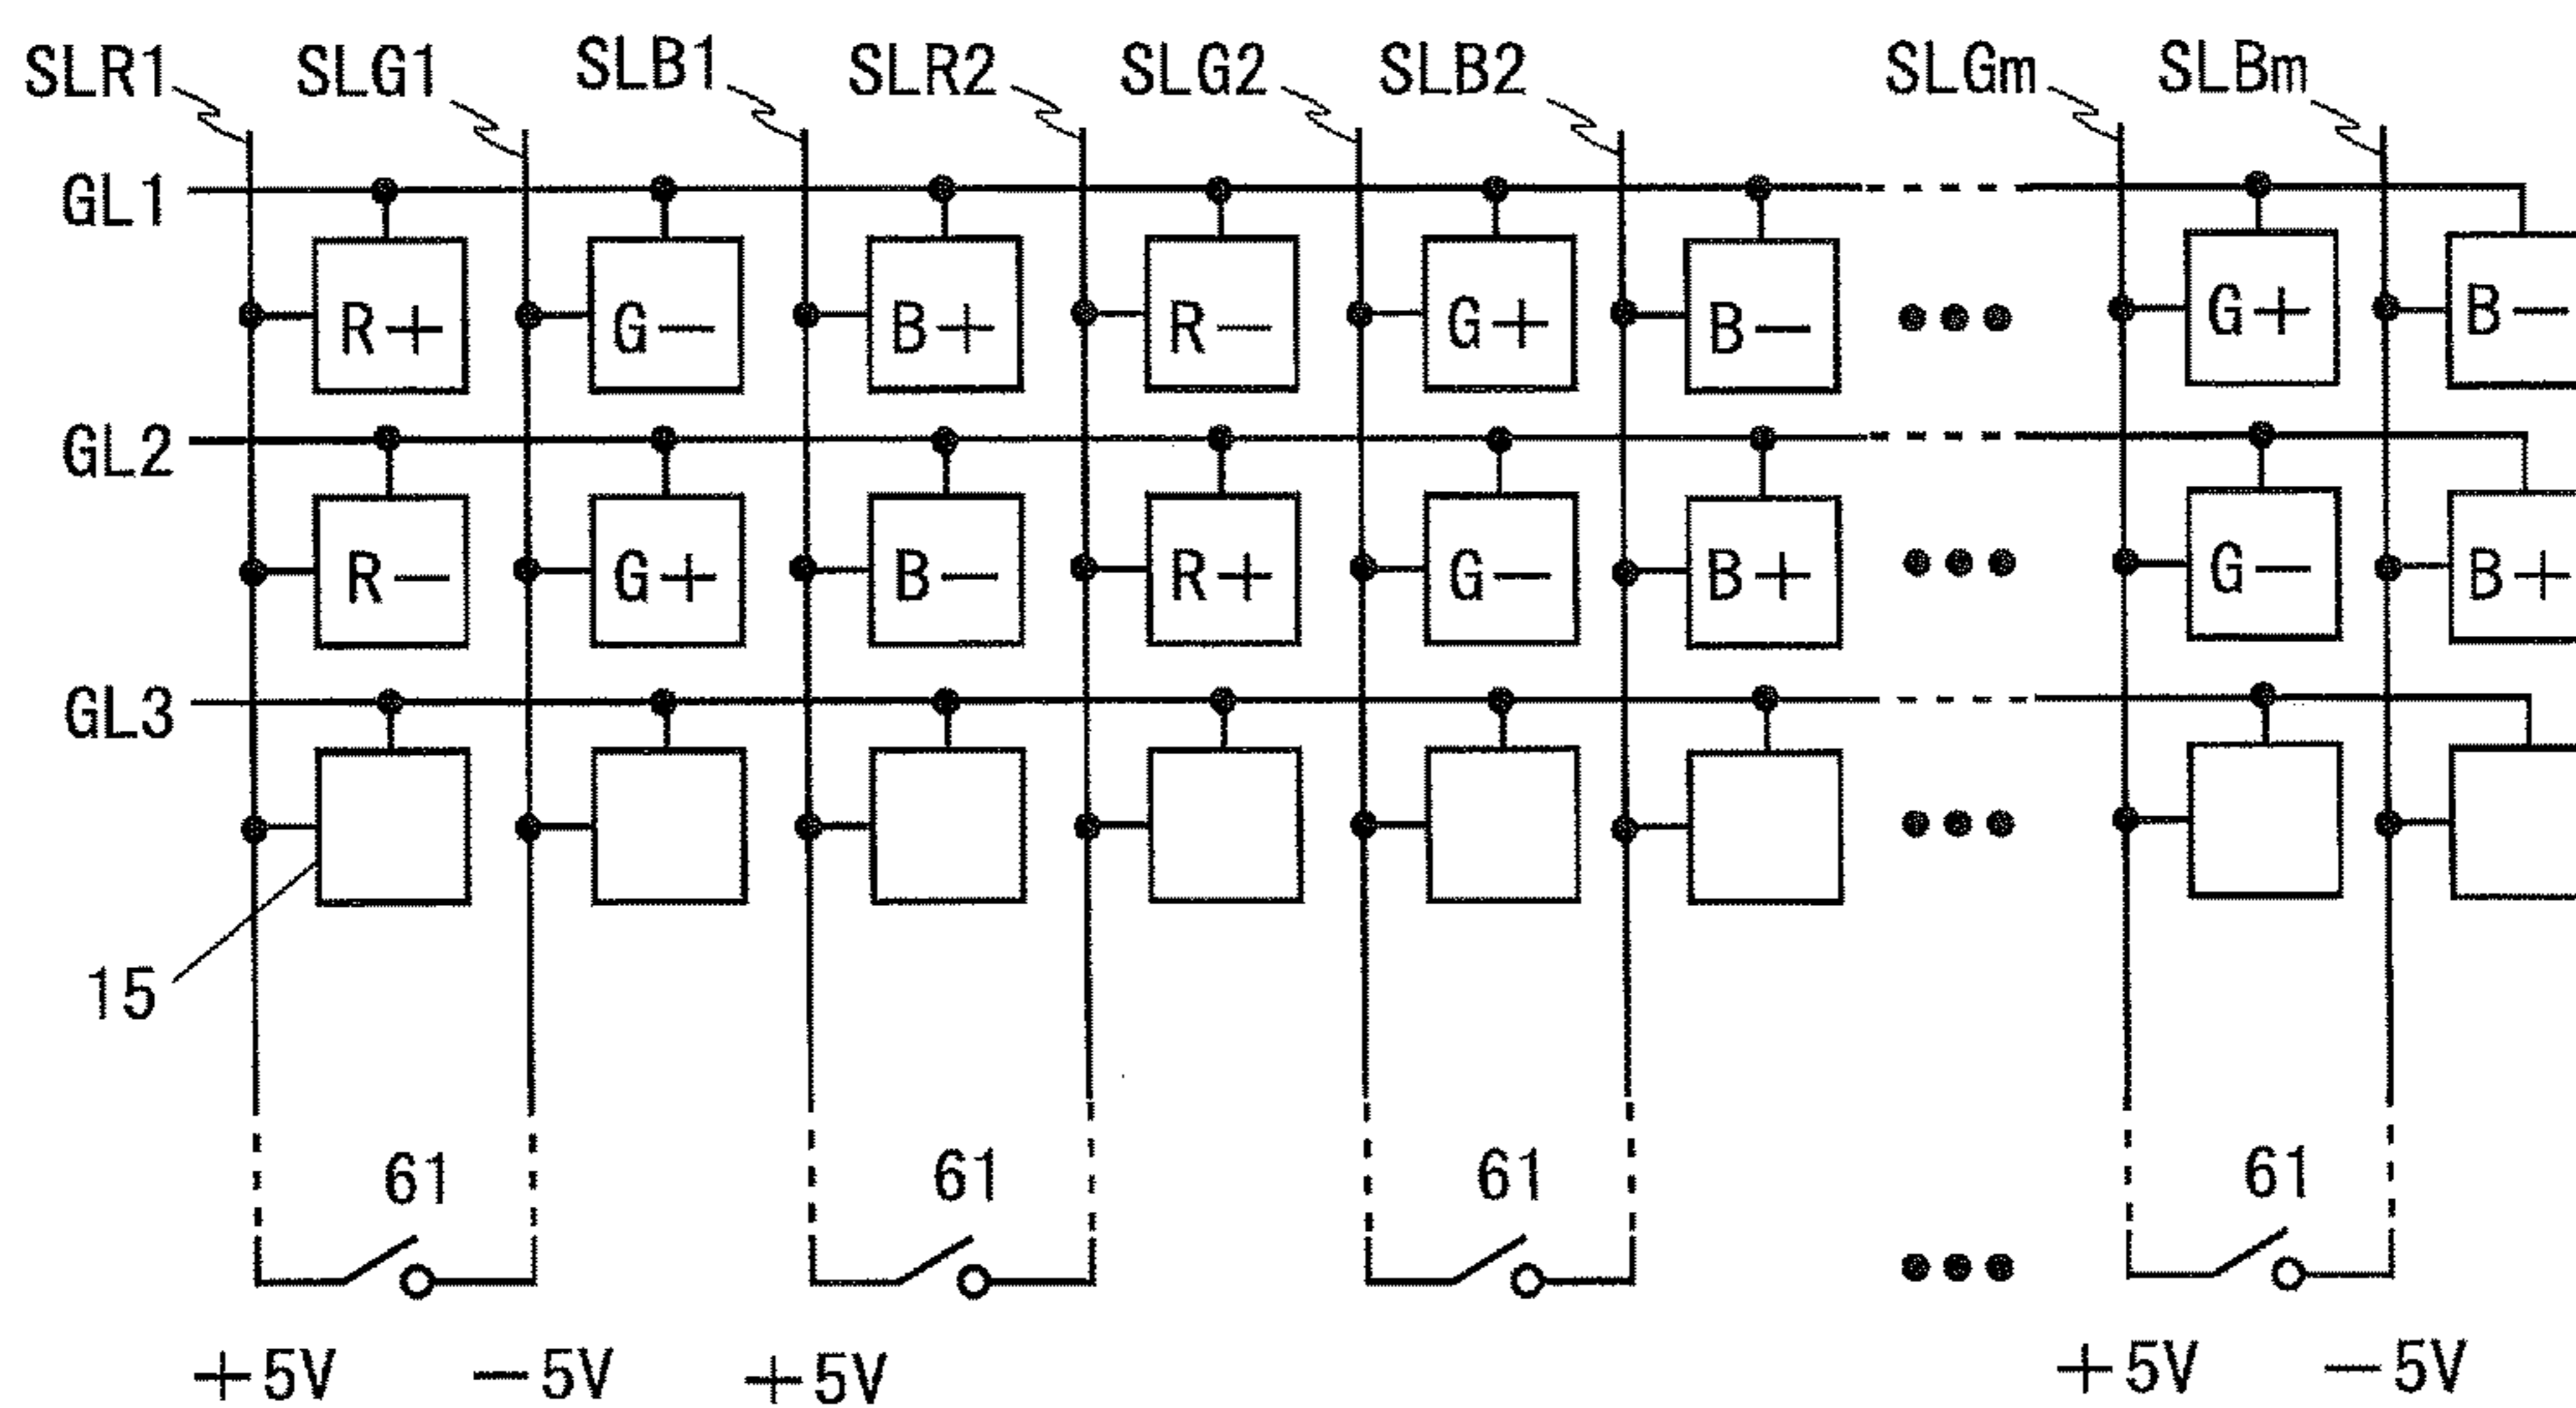 SLR1 SLG1 SLB1 SLR2 SLG2 SLB2 SLGm SLBm
GL1
R+ G− B+ R− G+ B− ••• G+ B−
GL2
R− G+ B− R+ G− B+ ••• G− B+
GL3
•••
15
61 61 61 61
•••
+5V −5V +5V +5V −5V